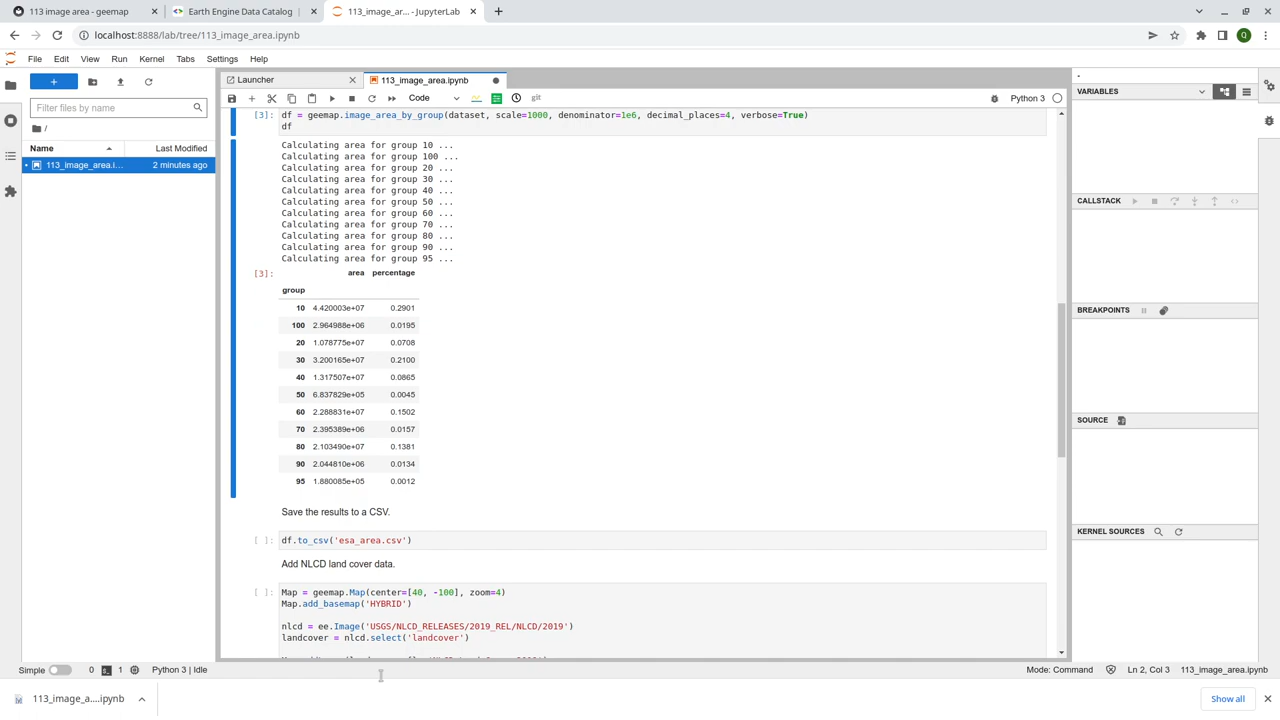 113 image area - geemap
Earth Engine Data Catalog
113_image_ar... - JupyterLab
localhost:8888/lab/tree/113_image_area.ipynb
Q
File Edit View Run Kernel Tabs Settings Help
Launcher
113_image_area.ipynb
Code
git
Python 3
Filter files by name
/
Name
Last Modified
113_image_area.i...
2 minutes ago
[3]:
df = geemap.image_area_by_group(dataset, scale=1000, denominator=1e6, decimal_places=4, verbose=True)
df
Calculating area for group 10 ...
Calculating area for group 100 ...
Calculating area for group 20 ...
Calculating area for group 30 ...
Calculating area for group 40 ...
Calculating area for group 50 ...
Calculating area for group 60 ...
Calculating area for group 70 ...
Calculating area for group 80 ...
Calculating area for group 90 ...
Calculating area for group 95 ...
[3]:
area percentage
group
10 4.420003e+07 0.2901
100 2.964988e+06 0.0195
20 1.078775e+07 0.0708
30 3.200165e+07 0.2100
40 1.317507e+07 0.0865
50 6.837829e+05 0.0045
60 2.288831e+07 0.1502
70 2.395389e+06 0.0157
80 2.103490e+07 0.1381
90 2.044810e+06 0.0134
95 1.880085e+05 0.0012
Save the results to a CSV.
[ ]:
df.to_csv('esa_area.csv')
Add NLCD land cover data.
[ ]:
Map = geemap.Map(center=[40, -100], zoom=4)
Map.add_basemap('HYBRID')
nlcd = ee.Image('USGS/NLCD_RELEASES/2019_REL/NLCD/2019')
landcover = nlcd.select('landcover')
VARIABLES
CALLSTACK
BREAKPOINTS
SOURCE
KERNEL SOURCES
Simple
0
1
Python 3 | Idle
Mode: Command
Ln 2, Col 3
113_image_area.ipynb
113_image_a....ipynb
Show all